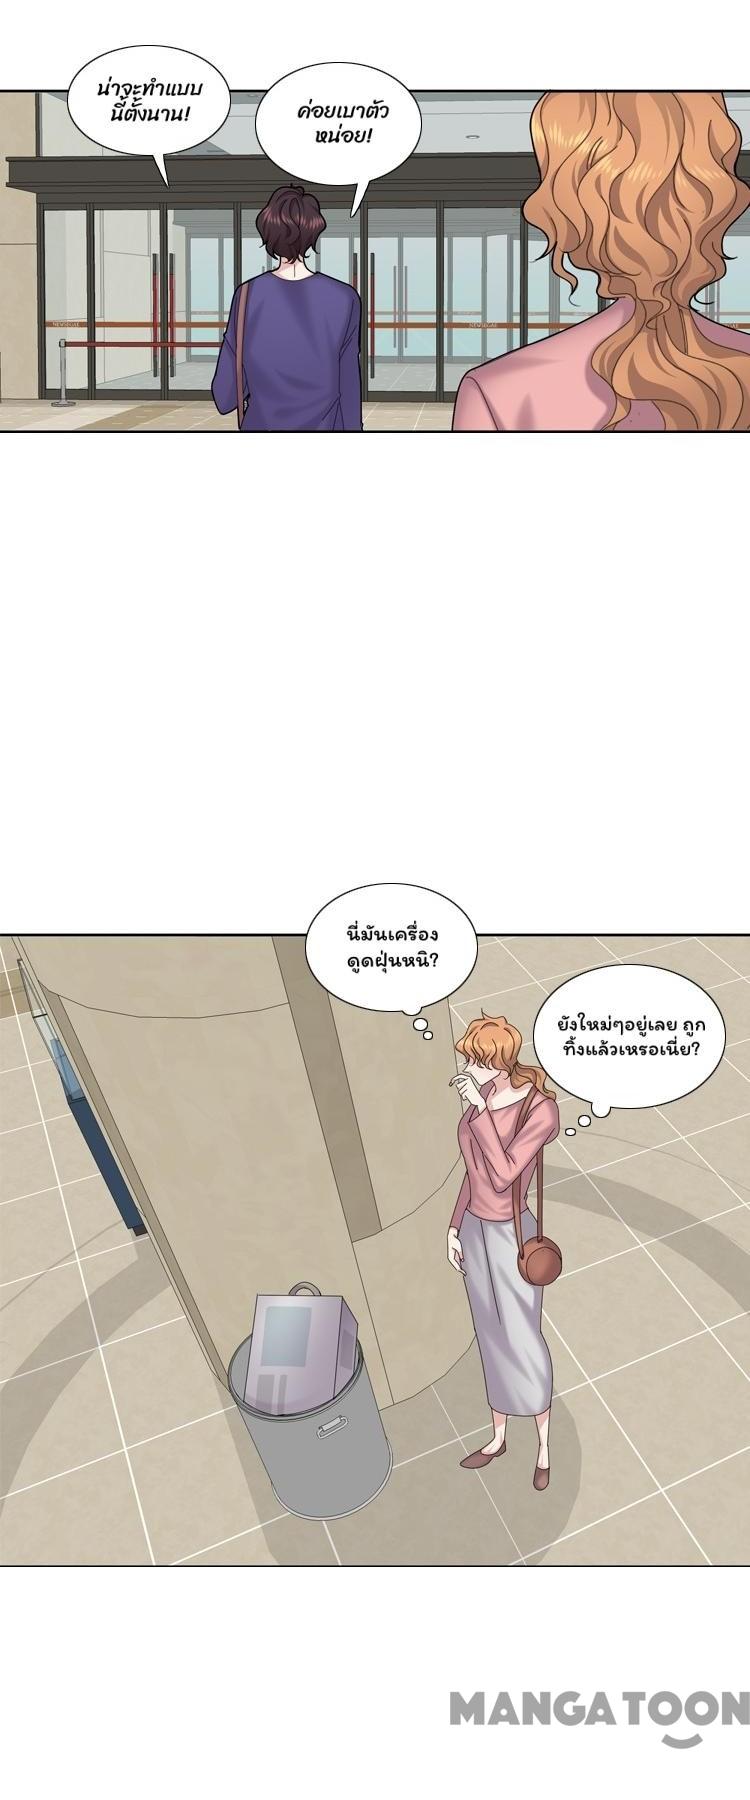 น่าจะทำแบบ
นี้ตั้งนาน!
ค่อยเบาตัว
หน่อย!
NEWSEGAE
NEWSEGAE
นี่มันเครื่อง
ดูดฝุ่นหนิ?
ยังใหม่ๆอยู่เลย ถูก
ทิ้งแล้วเหรอเนี่ย?
MANGATOON